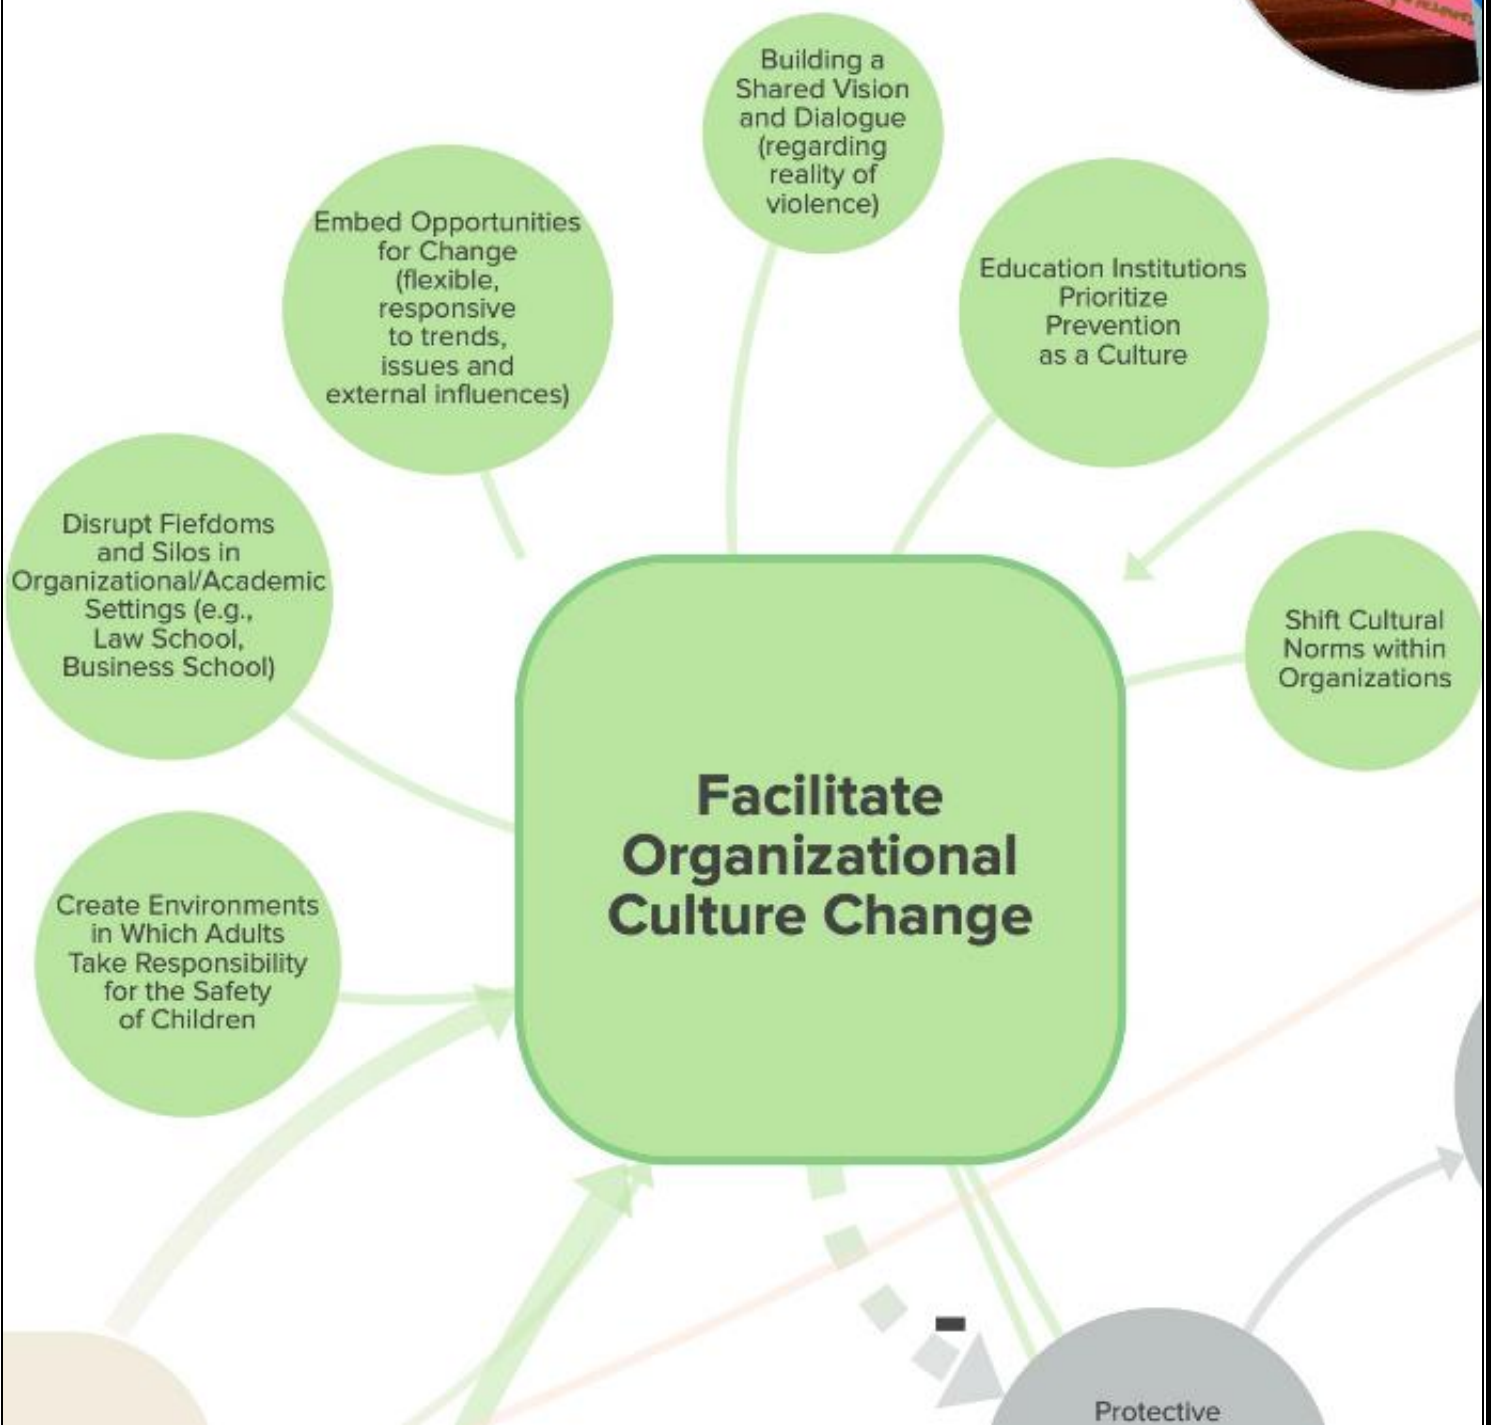 Building a
Shared Vision
and Dialogue
(regarding
reality of
violence)
Embed Opportunities
for Change
(flexible,
responsive
to trends,
issues and
external influences)
Education Institutions
Prioritize
Prevention
as a Culture
Disrupt Fiefdoms
and Silos in
Organizational/Academic
Settings (e.g.,
Law School,
Business School)
Shift Cultural
Norms within
Organizations
Facilitate
Organizational
Culture Change
Create Environments
in Which Adults
Take Responsibility
for the Safety
of Children
-
Protective